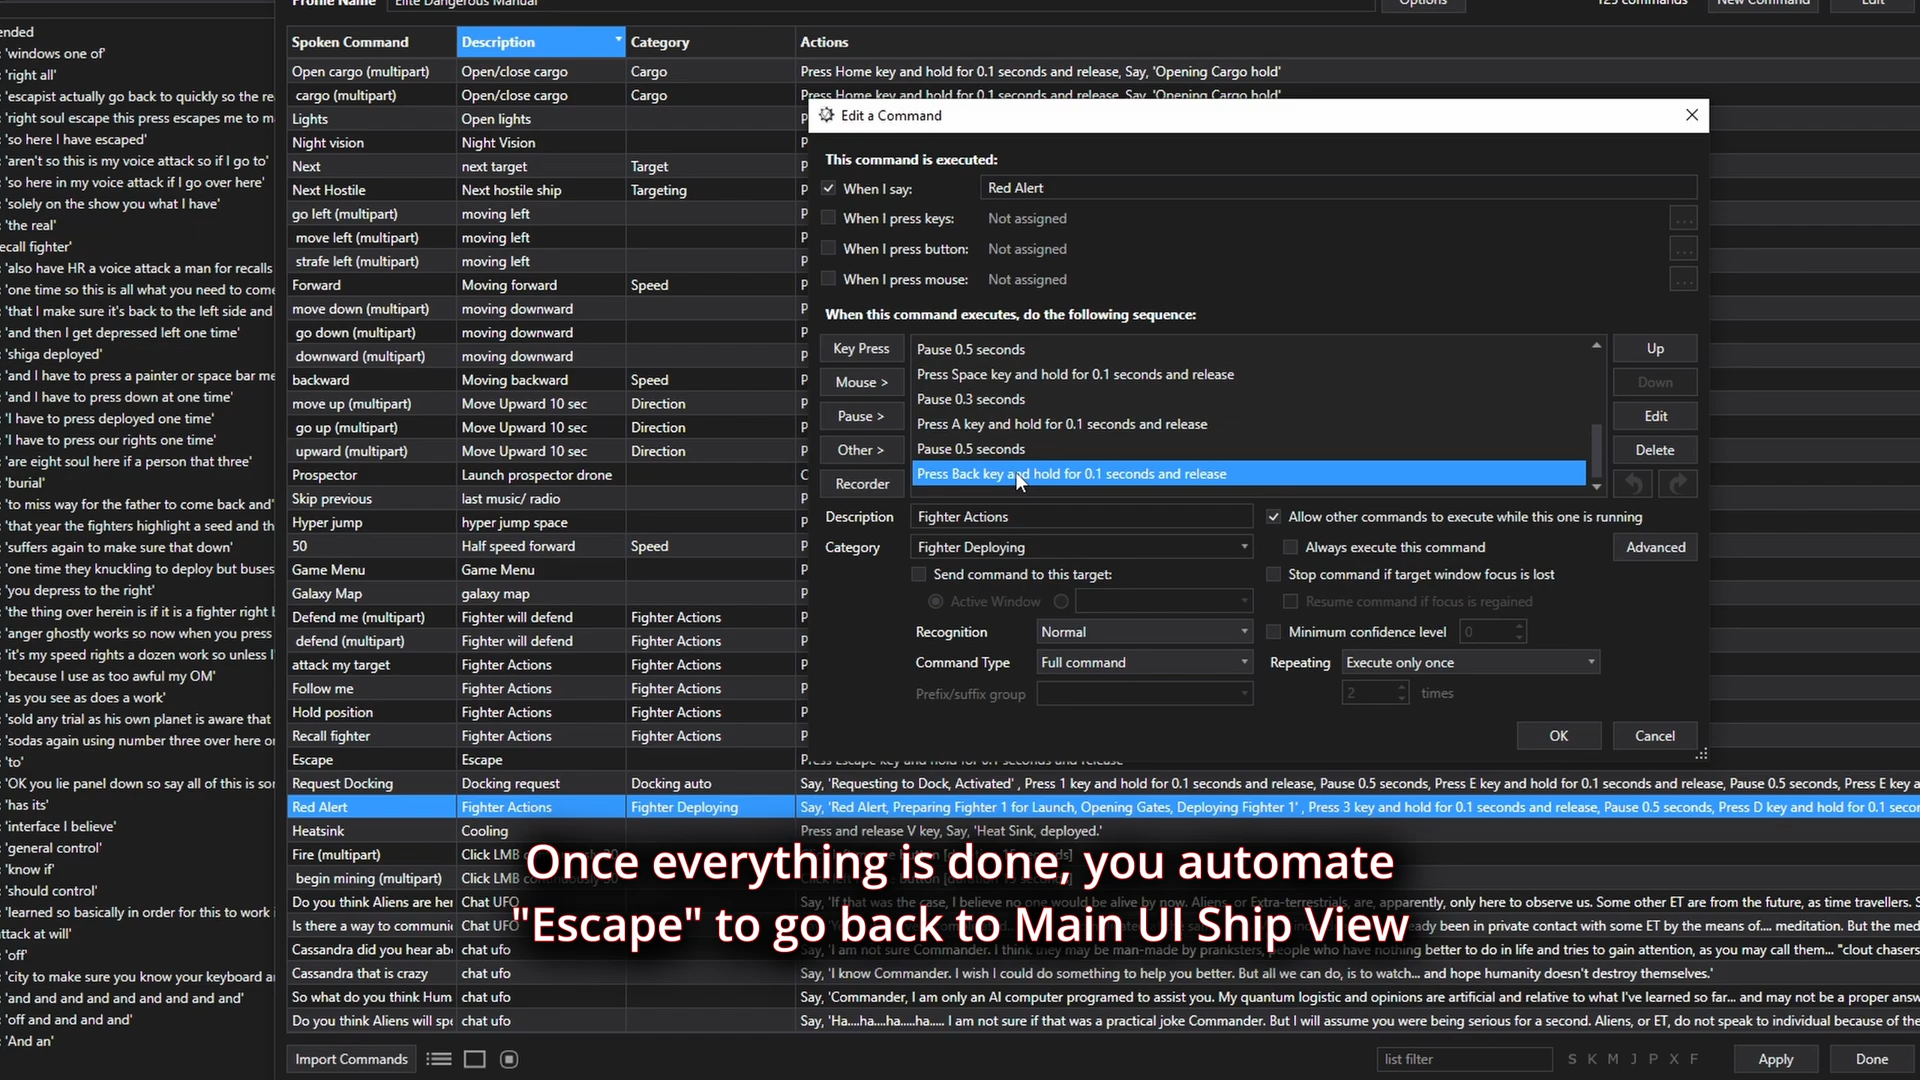 Profile Name Elite Dangerous Manual Options 123 commands New Command Edit
Spoken Command Description Category Actions
Open cargo (multipart) Open/close cargo Cargo Press Home key and hold for 0.1 seconds and release, Say, 'Opening Cargo hold'
cargo (multipart) Open/close cargo Cargo Press Home key and hold for 0.1 seconds and release, Say, 'Opening Cargo hold'
Lights Open lights P
Night vision Night Vision P
Next next target Target P
Next Hostile Next hostile ship Targeting P
go left (multipart) moving left P
move left (multipart) moving left P
strafe left (multipart) moving left P
Forward Moving forward Speed P
move down (multipart) moving downward P
go down (multipart) moving downward P
downward (multipart) moving downward P
backward Moving backward Speed P
move up (multipart) Move Upward 10 sec Direction P
go up (multipart) Move Upward 10 sec Direction P
upward (multipart) Move Upward 10 sec Direction P
Prospector Launch prospector drone C
Skip previous last music/ radio P
Hyper jump hyper jump space P
50 Half speed forward Speed P
Game Menu Game Menu P
Galaxy Map galaxy map P
Defend me (multipart) Fighter will defend Fighter Actions P
defend (multipart) Fighter will defend Fighter Actions P
attack my target Fighter Actions Fighter Actions P
Follow me Fighter Actions Fighter Actions P
Hold position Fighter Actions Fighter Actions P
Recall fighter Fighter Actions Fighter Actions P
Escape Escape Press Escape key and hold for 0.1 seconds and release
Request Docking Docking request Docking auto Say, 'Requesting to Dock, Activated' , Press 1 key and hold for 0.1 seconds and release, Pause 0.5 seconds, Press E key and hold for 0.1 seconds and release, Pause 0.5 seconds, Press E key and
Red Alert Fighter Actions Fighter Deploying Say, 'Red Alert, Preparing Fighter 1 for Launch, Opening Gates, Deploying Fighter 1' , Press 3 key and hold for 0.1 seconds and release, Pause 0.5 seconds, Press D key and hold for 0.1 secor
Heatsink Cooling Press and release V key, Say, 'Heat Sink, deployed.'
Fire (multipart) Click LMB
begin mining (multipart) Click LMB
Do you think Aliens are her Chat UFO Say, 'If that was the case, I believe no one would be alive by now. Aliens, or Extra-terrestrials, are, apparently, only here to observe us. Some other ET are from the future, as time travellers. S
Is there a way to communi Chat UFO ady been in private contact with some ET by the means of.... meditation. But the med
Cassandra did you hear ab chat ufo Say, 'I am not sure Commander. I think they may be man-made by pranksters, people who have nothing better to do in life and tries to gain attention, as you may call them... "clout chasers
Cassandra that is crazy chat ufo Say, 'I know Commander. I wish I could do something to help you better. But all we can do, is to watch... and hope humanity doesn't destroy themselves.'
So what do you think Hum chat ufo Say, 'Commander, I am only an AI computer programed to assist you. My quantum logistic and opinions are artificial and relative to what I've learned so far... and may not be a proper answ
Do you think Aliens will spe chat ufo Say, 'Ha....ha....ha.....ha..... I am not sure if that was a practical joke Commander. But I will assume you were being serious for a second. Aliens, or ET, do not speak to individual because of the
Import Commands list filter S K M J P X F Apply Done
ended
: 'windows one of'
: 'right all'
: 'escapist actually go back to quickly so the re
: 'right soul escape this press escapes me to m
: 'so here I have escaped'
: 'aren't so this is my voice attack so if I go to'
: 'so here in my voice attack if I go over here'
: 'solely on the show you what I have'
: 'the real'
ecall fighter'
: 'also have HR a voice attack a man for recalls
: 'one time so this is all what you need to come
: 'that I make sure it's back to the left side and
: 'and then I get depressed left one time'
: 'shiga deployed'
: 'and I have to press a painter or space bar me
: 'and I have to press down at one time'
: 'I have to press deployed one time'
: 'I have to press our rights one time'
: 'are eight soul here if a person that three'
: 'burial'
: 'to miss way for the father to come back and'
: 'that year the fighters highlight a seed and th
: 'suffers again to make sure that down'
: 'one time they knuckling to deploy but buses
: 'you depress to the right'
: 'the thing over herein is if it is a fighter right b
: 'anger ghostly works so now when you press
: 'it's my speed rights a dozen work so unless I'
: 'because I use as too awful my OM'
: 'as you see as does a work'
: 'sold any trial as his own planet is aware that
: 'sodas again using number three over here or
: 'to'
: 'OK you lie panel down so say all of this is sor
: 'has its'
: 'interface I believe'
: 'general control'
: 'know if'
: 'should control'
: 'learned so basically in order for this to work i
attack at will'
: 'off'
: 'city to make sure you know your keyboard a
: 'and and and and and and and and and'
: 'off and and and and'
: 'And an'
Edit a Command
This command is executed:
When I say: Red Alert
When I press keys: Not assigned ...
When I press button: Not assigned ...
When I press mouse: Not assigned ...
When this command executes, do the following sequence:
Key Press Pause 0.5 seconds Up
Press Space key and hold for 0.1 seconds and release
Mouse > Down
Pause 0.3 seconds
Pause > Press A key and hold for 0.1 seconds and release Edit
Other > Pause 0.5 seconds Delete
Press Back key and hold for 0.1 seconds and release
Recorder
Description Fighter Actions Allow other commands to execute while this one is running
Category Fighter Deploying Always execute this command Advanced
Send command to this target: Stop command if target window focus is lost
Active Window Resume command if focus is regained
Recognition Normal Minimum confidence level 0
Command Type Full command Repeating Execute only once
Prefix/suffix group 2 times
OK Cancel
Once everything is done, you automate
"Escape" to go back to Main UI Ship View